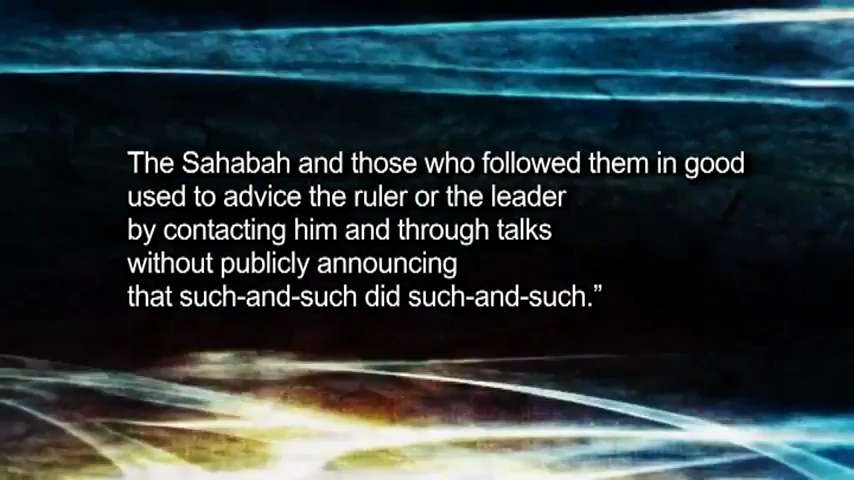 The Sahabah and those who followed them in good
used to advice the ruler or the leader
by contacting him and through talks
without publicly announcing
that such-and-such did such-and-such.”